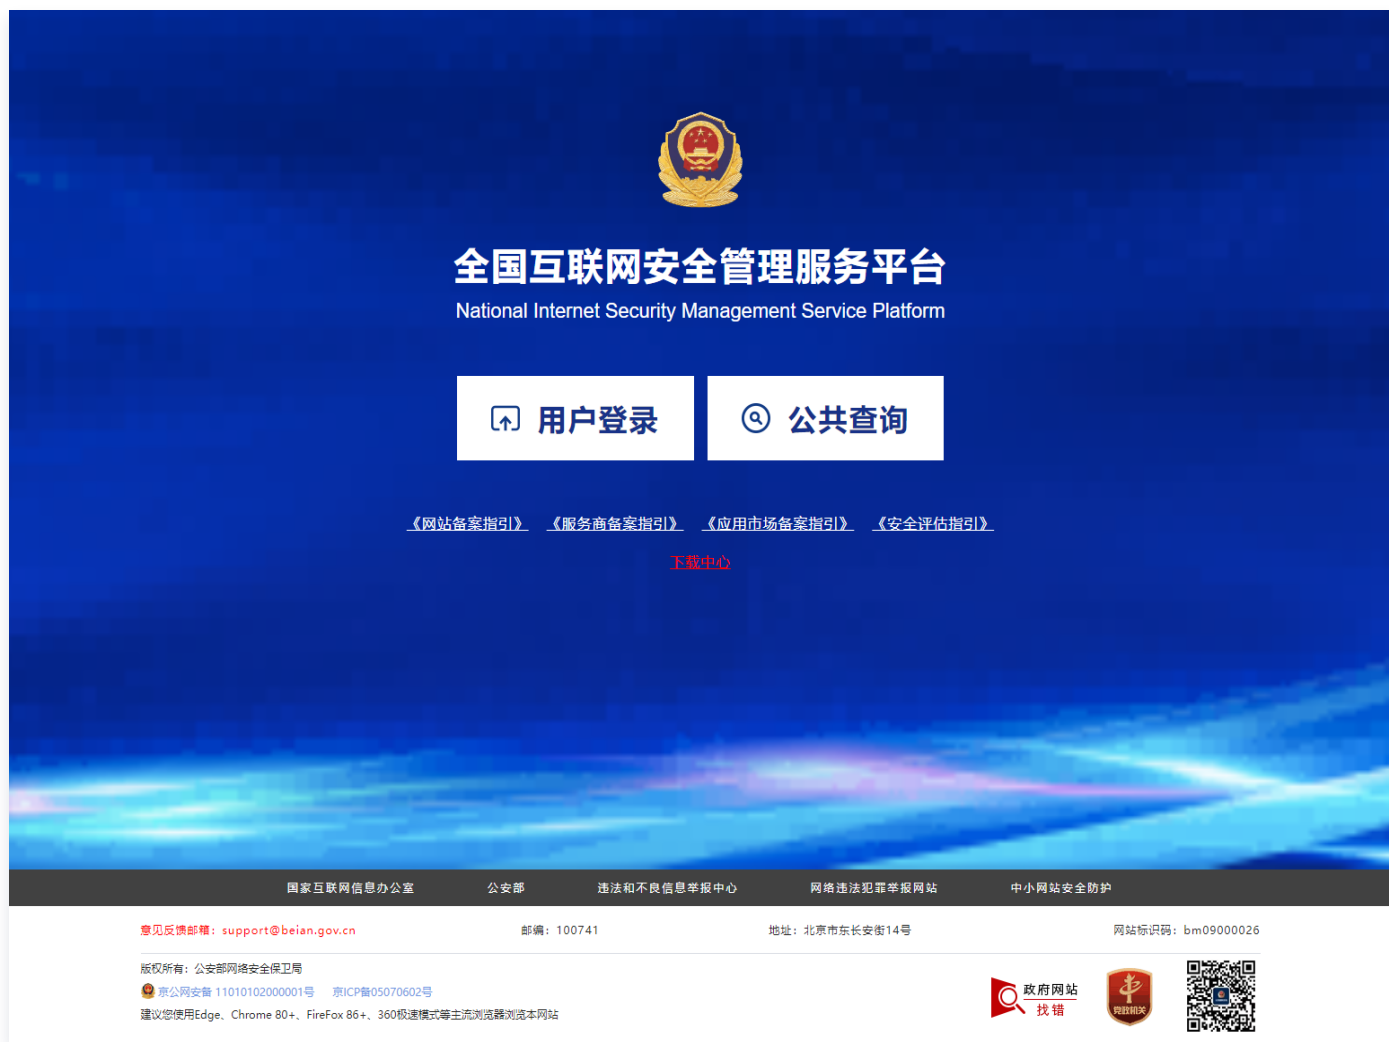 全国互联网安全管理服务平台
National Internet Security Management Service Platform
用户登录 公共查询
《网站备案指引》 《服务商备案指引》 《应用市场备案指引》 《安全评估指引》
下载中心
国家互联网信息办公室 公安部 违法和不良信息举报中心 网络违法犯罪举报网站 中小网站安全防护
意见反馈邮箱：support@beian.gov.cn 邮编：100741 地址：北京市东长安街14号 网站标识码：bm09000026
版权所有：公安部网络安全保卫局
京公网安备 11010102000001号 京ICP备05070602号
建议您使用Edge、Chrome 80+、FireFox 86+、360极速模式等主流浏览器浏览本网站
政府网站
找错
党政机关